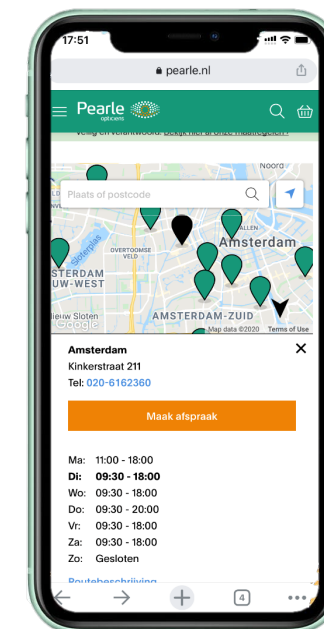 17:51
pearle.nl
Pearle
opticiens
Veilig en verantwoord. Bekijk hier al onze maatregelen >
Noord
Plaats of postcode
Sloterplas
OVERTOOMSE
VELD
ALLEN
Amsterdam
STERDAM
UW-WEST
Nieuw Sloten
AMSTERDAM-ZUID
Google
Map data ©2020 Terms of Use
Amsterdam
Kinkerstraat 211
Tel: 020-6162360
Maak afspraak
Ma: 11:00 - 18:00
Di: 09:30 - 18:00
Wo: 09:30 - 18:00
Do: 09:30 - 20:00
Vr: 09:30 - 18:00
Za: 09:30 - 18:00
Zo: Gesloten
Routebeschrijving
4